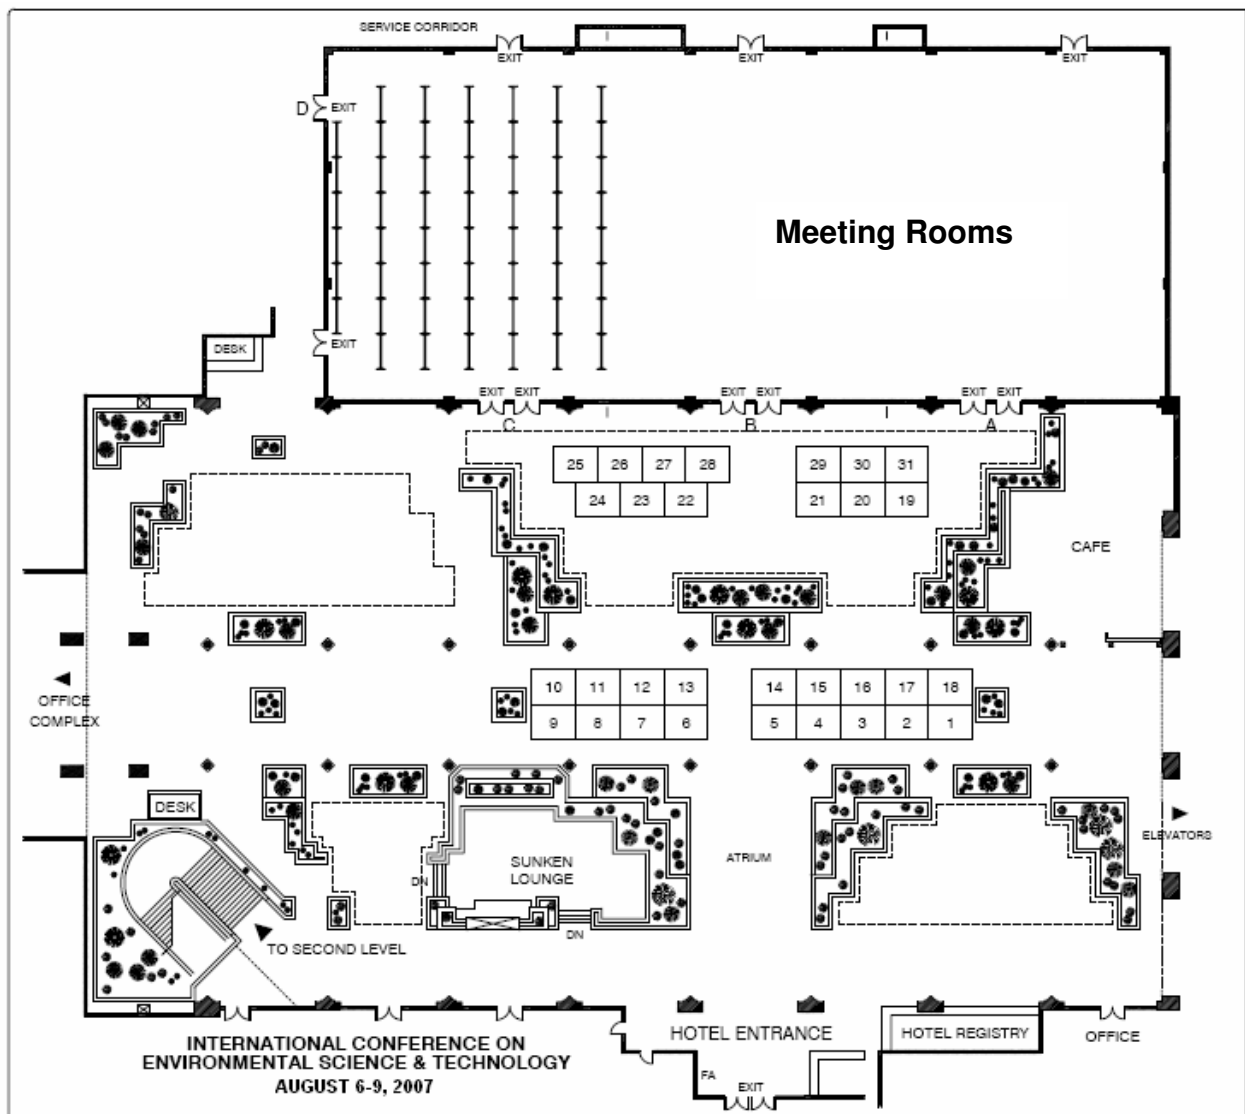 SERVICE CORRIDOR
EXIT
EXIT
EXIT
D
EXIT
Meeting Rooms
EXIT
DESK
EXIT EXIT
EXIT EXIT
EXIT EXIT
C
B
A
25 26 27 28
29 30 31
24 23 22
21 20 19
CAFE
10 11 12 13
14 15 16 17 18
9 8 7 6
5 4 3 2 1
OFFICE
COMPLEX
DESK
ELEVATORS
ATRIUM
SUNKEN
LOUNGE
DN
DN
TO SECOND LEVEL
HOTEL ENTRANCE
HOTEL REGISTRY
OFFICE
INTERNATIONAL CONFERENCE ON
ENVIRONMENTAL SCIENCE & TECHNOLOGY
AUGUST 6-9, 2007
FA
EXIT